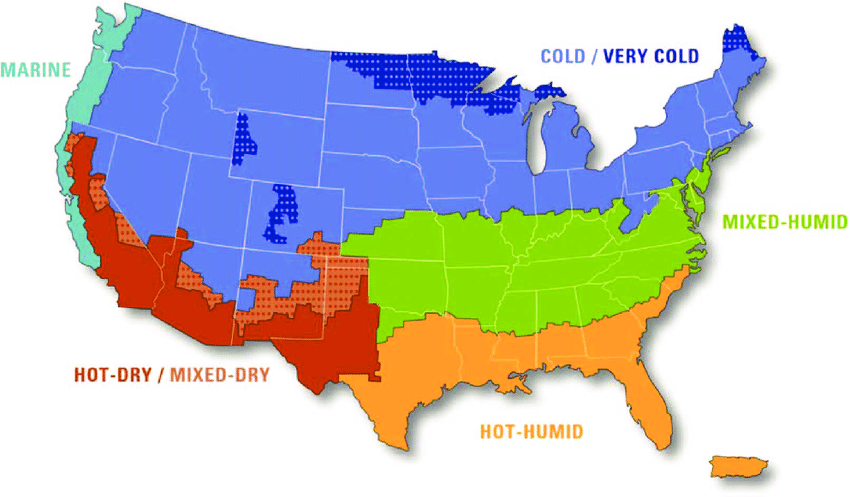 MARINE
COLD / VERY COLD
MIXED-HUMID
HOT-DRY / MIXED-DRY
HOT-HUMID